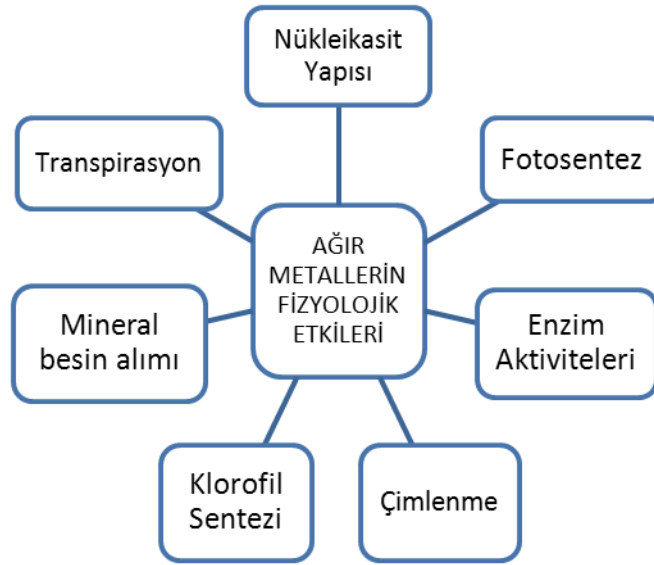 Nükleikasit
Yapısı
Transpirasyon
Fotosentez
AĞIR
METALLERİN
FİZYOLOJİK
ETKİLERİ
Mineral
besin alımı
Enzim
Aktiviteleri
Klorofil
Sentezi
Çimlenme